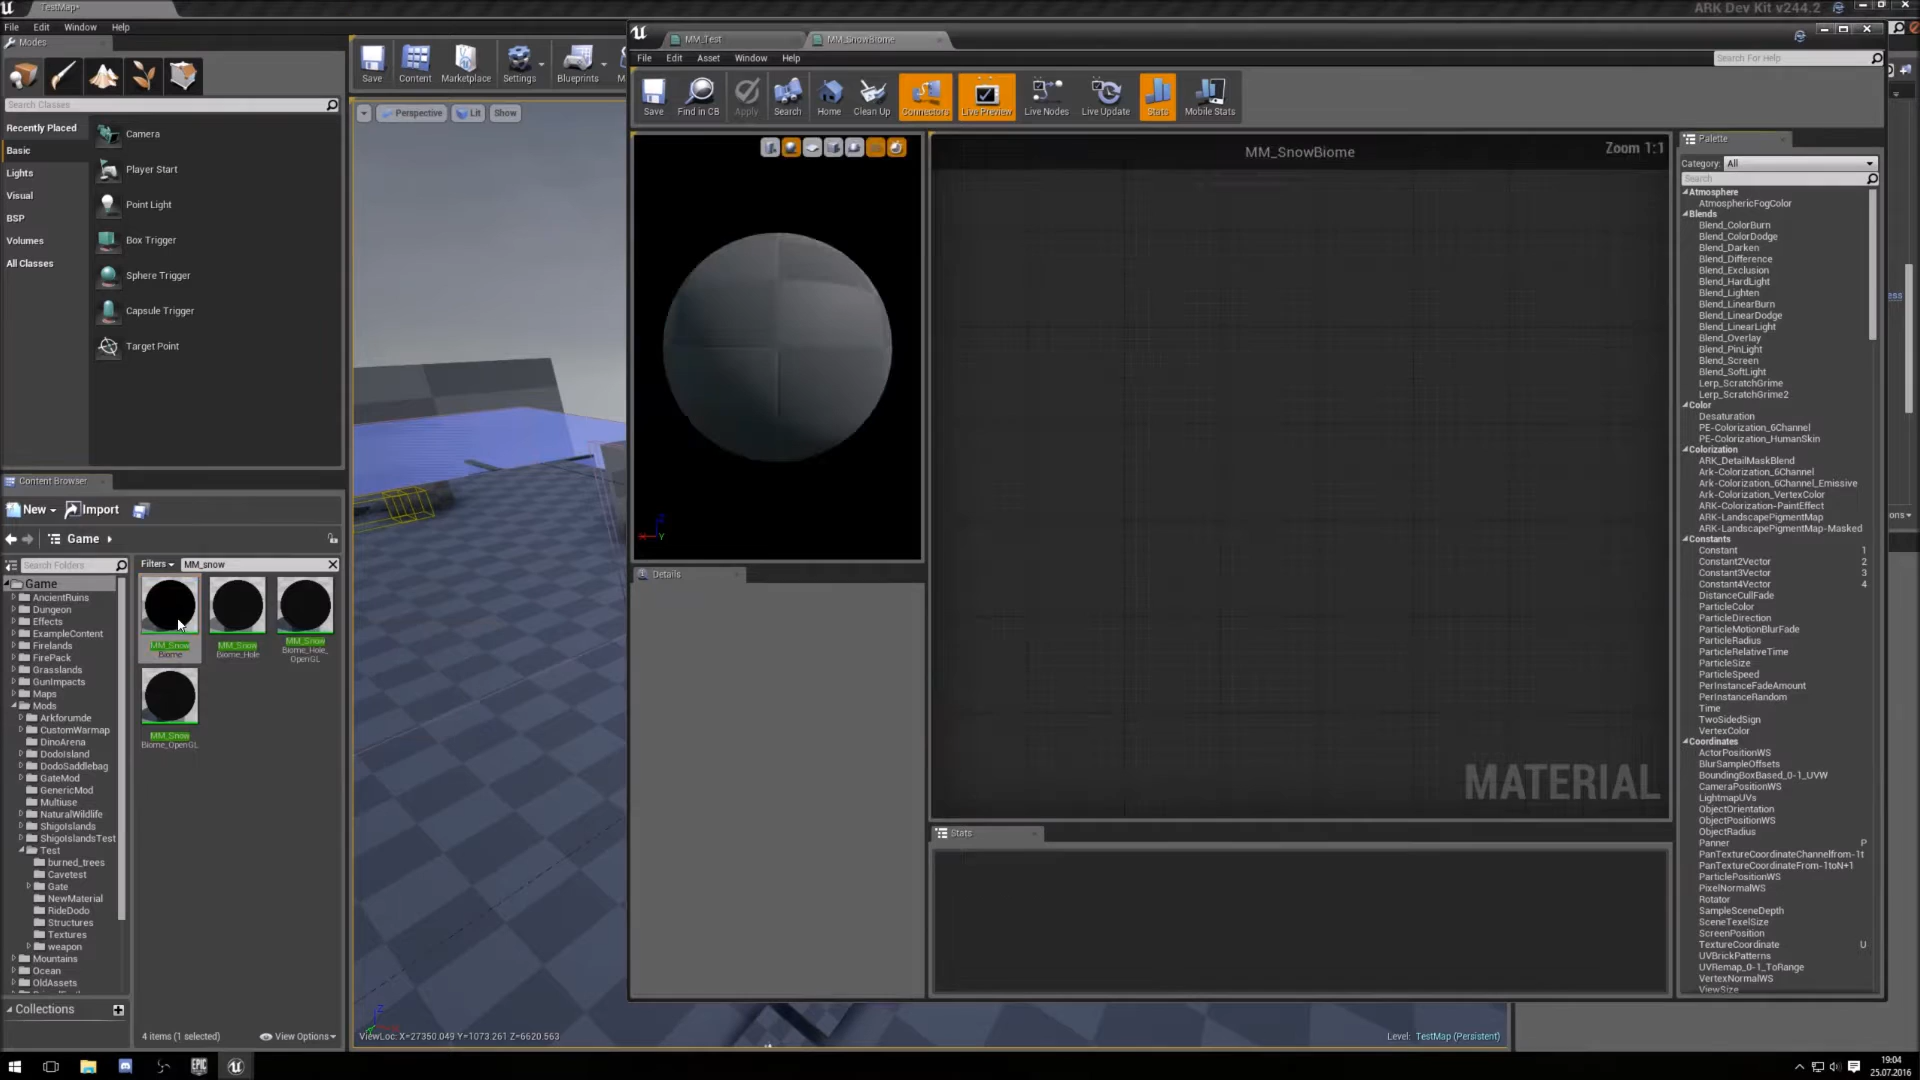 TestMap*
ARK Dev Kit v244.2
File Edit Window Help
Modes
Search Classes
Recently Placed
Basic
Lights
Visual
BSP
Volumes
All Classes
Camera
Player Start
Point Light
Box Trigger
Sphere Trigger
Capsule Trigger
Target Point
Save Content Marketplace Settings Blueprints
Perspective Lit Show
MM_Test MM_SnowBiome
File Edit Asset Window Help
Search For Help
Save Find in CB Apply Search Home Clean Up Connectors Live Preview Live Nodes Live Update Stats Mobile Stats
MM_SnowBiome
Zoom 1:1
Z
X Y
Details
MATERIAL
Stats
Palette
Category: All
Search
Atmosphere
AtmosphericFogColor
Blends
Blend_ColorBurn
Blend_ColorDodge
Blend_Darken
Blend_Difference
Blend_Exclusion
Blend_HardLight
Blend_Lighten
Blend_LinearBurn
Blend_LinearDodge
Blend_LinearLight
Blend_Overlay
Blend_PinLight
Blend_Screen
Blend_SoftLight
Lerp_ScratchGrime
Lerp_ScratchGrime2
Color
Desaturation
PE-Colorization_6Channel
PE-Colorization_HumanSkin
Colorization
ARK_DetailMaskBlend
Ark-Colorization_6Channel
Ark-Colorization_6Channel_Emissive
Ark-Colorization_VertexColor
ARK-Colorization-PaintEffect
ARK-LandscapePigmentMap
ARK-LandscapePigmentMap-Masked
Constants
Constant 1
Constant2Vector 2
Constant3Vector 3
Constant4Vector 4
DistanceCullFade
ParticleColor
ParticleDirection
ParticleMotionBlurFade
ParticleRadius
ParticleRelativeTime
ParticleSize
ParticleSpeed
PerInstanceFadeAmount
PerInstanceRandom
Time
TwoSidedSign
VertexColor
Coordinates
ActorPositionWS
BlurSampleOffsets
BoundingBoxBased_0-1_UVW
CameraPositionWS
LightmapUVs
ObjectOrientation
ObjectPositionWS
ObjectRadius
Panner P
PanTextureCoordinateChannelfrom-1t
PanTextureCoordinateFrom-1toN+1
ParticlePositionWS
PixelNormalWS
Rotator
SampleSceneDepth
SceneTexelSize
ScreenPosition
TextureCoordinate U
UVBrickPatterns
UVRemap_0-1_ToRange
VertexNormalWS
ViewSize
Content Browser
New Import
Game
Search Folders
Filters MM_snow
Game
AncientRuins
Dungeon
Effects
ExampleContent
Firelands
FirePack
Grasslands
GunImpacts
Maps
Mods
Arkforumde
CustomWarmap
DinoArena
DodoIsland
DodoSaddlebag
GateMod
GenericMod
Multiuse
NaturalWildlife
ShigoIslands
ShigoIslandsTest
Test
burned_trees
Cavetest
Gate
NewMaterial
RideDodo
Structures
Textures
weapon
Mountains
Ocean
OldAssets
MM_Snow
Biome
MM_Snow
Biome_Hole
MM_Snow
Biome_Hole_
OpenGL
MM_Snow
Biome_OpenGL
Collections
4 items (1 selected)
View Options
ViewLoc: X=27350.049 Y=1073.261 Z=6620.563
Level: TestMap (Persistent)
EPIC
19:04
25.07.2016